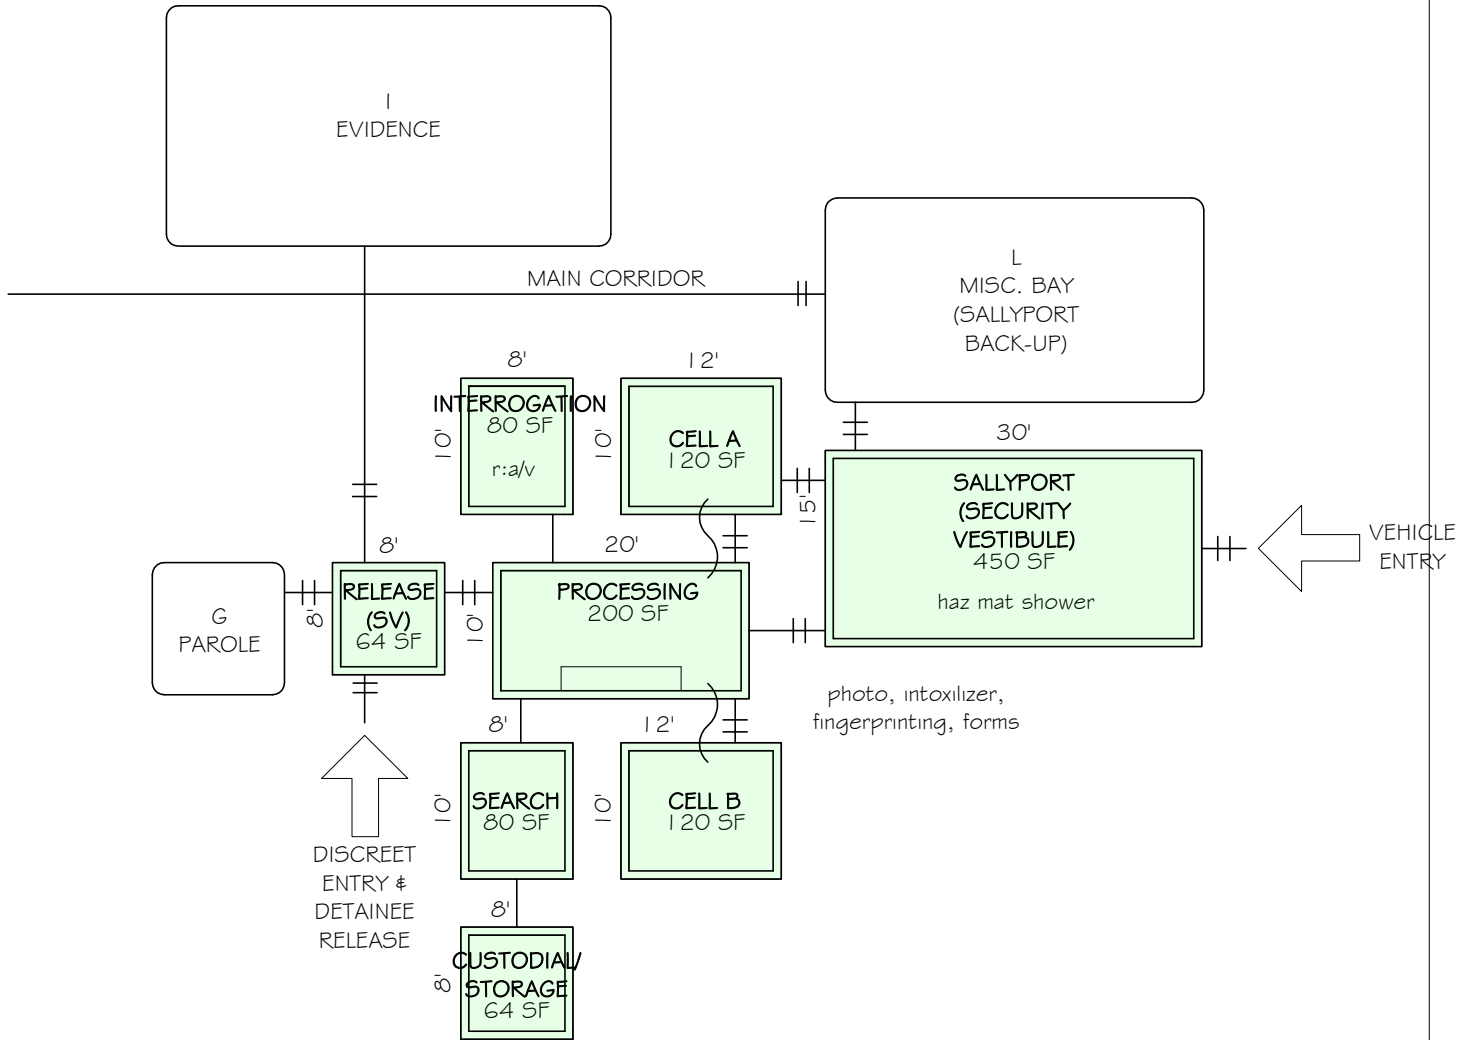 I
EVIDENCE
MAIN CORRIDOR
L
MISC. BAY
(SALLYPORT
BACK-UP)
8'
10'
INTERROGATION
80 SF
r:a/v
12'
10'
CELL A
120 SF
30'
15'
SALLYPORT
(SECURITY
VESTIBULE)
450 SF
haz mat shower
VEHICLE
ENTRY
G
PAROLE
8'
8'
RELEASE
(SV)
64 SF
20'
10'
PROCESSING
200 SF
photo, intoxilizer,
fingerprinting, forms
8'
10'
SEARCH
80 SF
12'
10'
CELL B
120 SF
DISCREET
ENTRY &
DETAINEE
RELEASE
8'
8'
CUSTODIAL/
STORAGE
64 SF